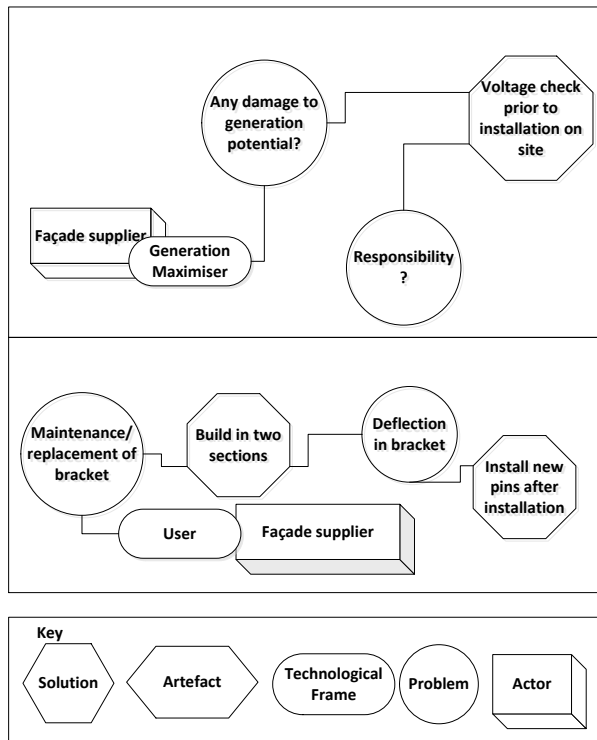 Any damage to
generation
potential?
Voltage check
prior to
installation on
site
Façade supplier
Generation
Maximiser
Responsibility
?
Maintenance/
replacement of
bracket
Build in two
sections
Deflection
in bracket
Install new
pins after
installation
User
Façade supplier
Key
Solution
Artefact
Technological
Frame
Problem
Actor